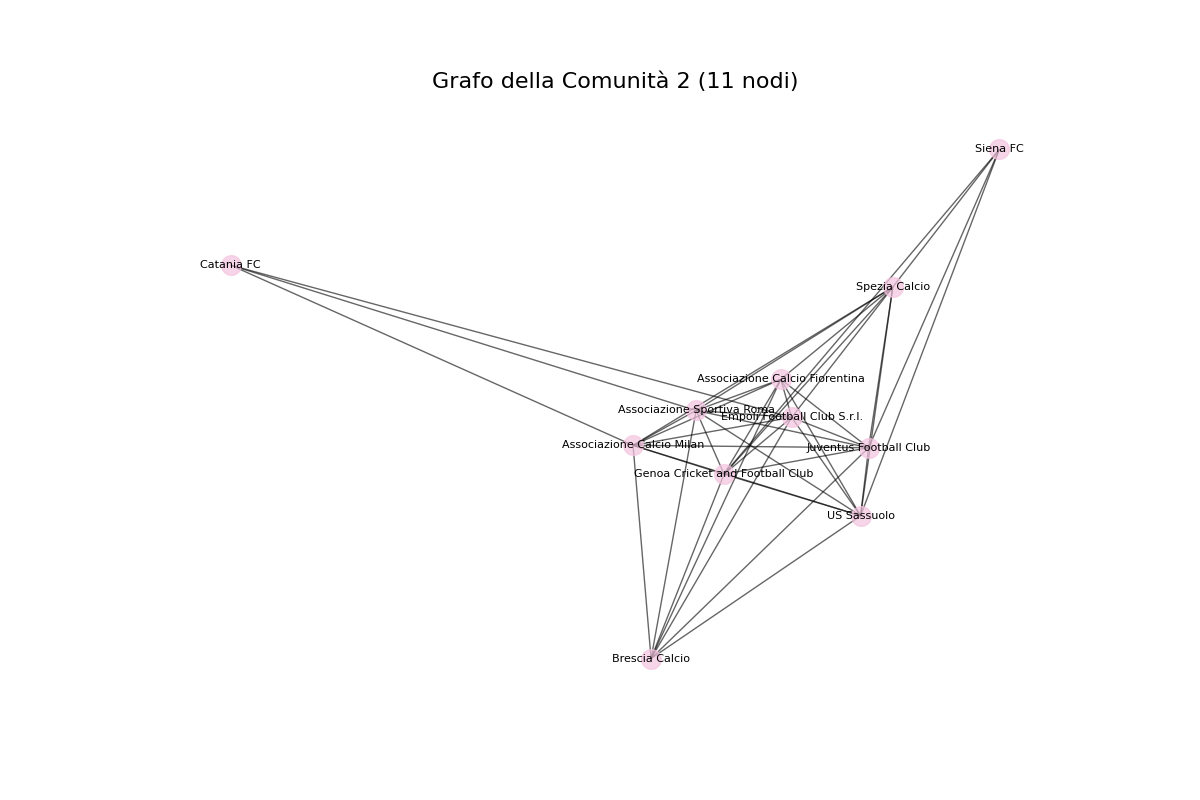 Grafo della Comunità 2 (11 nodi)
Siena FC
Catania FC
Spezia Calcio
Associazione Calcio Fiorentina
Associazione Sportiva Roma
Empoli Football Club S.r.l.
Associazione Calcio Milan
Juventus Football Club
Genoa Cricket and Football Club
US Sassuolo
Brescia Calcio